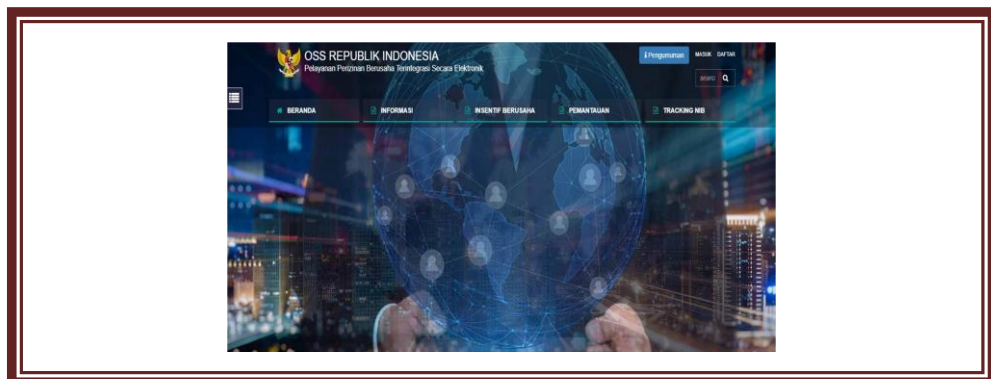 OSS REPUBLIK INDONESIA
Pelayanan Perizinan Berusaha Terintegrasi Secara Elektronik
Pengumuman
MASUK DAFTAR
BERANDA
INFORMASI
INSENTIF BERUSAHA
PEMANTAUAN
TRACKING NIB